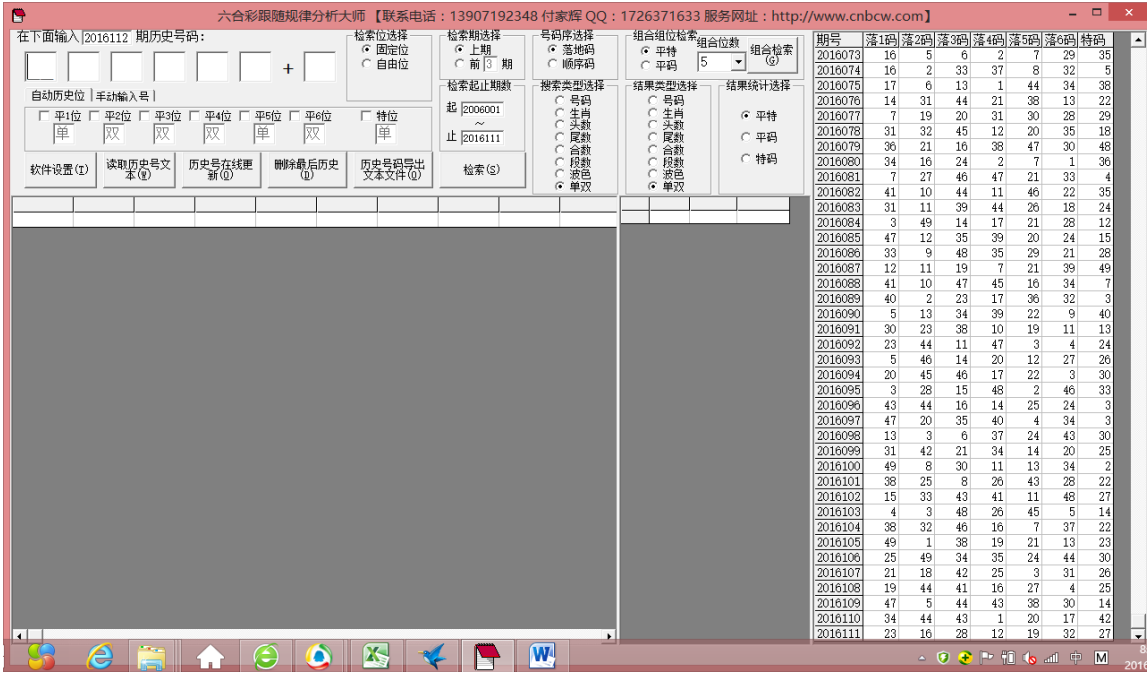 六合彩跟随规律分析大师 【联系电话：13907192348 付家辉 QQ：1726371633 服务网址：http://www.cnbcw.com】
在下面输入 2016112 期历史号码:
+
自动历史位 手动输入号
平1位 平2位 平3位 平4位 平5位 平6位 特位
单 双 双 双 单 双 单
软件设置(I) 读取历史号文本(W) 历史号在线更新(Q) 删除最后历史(D) 历史号码导出文本文件(O)
检索位选择
固定位
自由位
检索期选择
上期
前 3 期
检索起止期数
起 2006001
~
止 2016111
检索(S)
号码序选择
落地码
顺序码
搜索类型选择
号码
生肖
头数
尾数
合数
段数
波色
单双
组合组位检索
平特
平码
组合位数
5
组合检索(G)
结果类型选择
号码
生肖
头数
尾数
合数
段数
波色
单双
结果统计选择
平特
平码
特码
期号 落1码 落2码 落3码 落4码 落5码 落6码 特码
2016073 16 5 6 2 7 29 35
2016074 16 2 33 37 8 32 5
2016075 17 6 13 1 44 34 38
2016076 14 31 44 21 38 13 22
2016077 7 19 20 31 30 28 29
2016078 31 32 45 12 20 35 18
2016079 36 21 16 38 47 30 48
2016080 34 16 24 2 7 1 36
2016081 7 27 46 47 21 33 4
2016082 41 10 44 11 46 22 35
2016083 31 11 39 44 26 18 24
2016084 3 49 14 17 21 28 12
2016085 47 12 35 39 20 24 15
2016086 33 9 48 35 29 21 28
2016087 12 11 19 7 21 39 49
2016088 41 10 47 45 16 34 7
2016089 40 2 23 17 36 32 3
2016090 5 13 34 39 22 9 40
2016091 30 23 38 10 19 11 13
2016092 23 44 11 47 3 4 24
2016093 5 46 14 20 12 27 26
2016094 20 45 46 17 22 3 30
2016095 3 28 15 48 2 46 33
2016096 43 44 16 14 25 24 3
2016097 47 20 35 40 4 34 3
2016098 13 3 6 37 24 43 30
2016099 31 42 21 34 14 20 25
2016100 49 8 30 11 13 34 2
2016101 38 25 8 26 43 28 22
2016102 15 33 43 41 11 48 27
2016103 4 3 48 26 45 5 14
2016104 38 32 46 16 7 37 22
2016105 49 1 38 19 21 13 23
2016106 25 49 34 35 24 44 30
2016107 21 18 42 25 3 31 26
2016108 19 44 41 16 27 4 25
2016109 47 5 44 43 38 30 14
2016110 34 44 43 1 20 17 42
2016111 23 16 28 12 19 32 27
中 M
2016